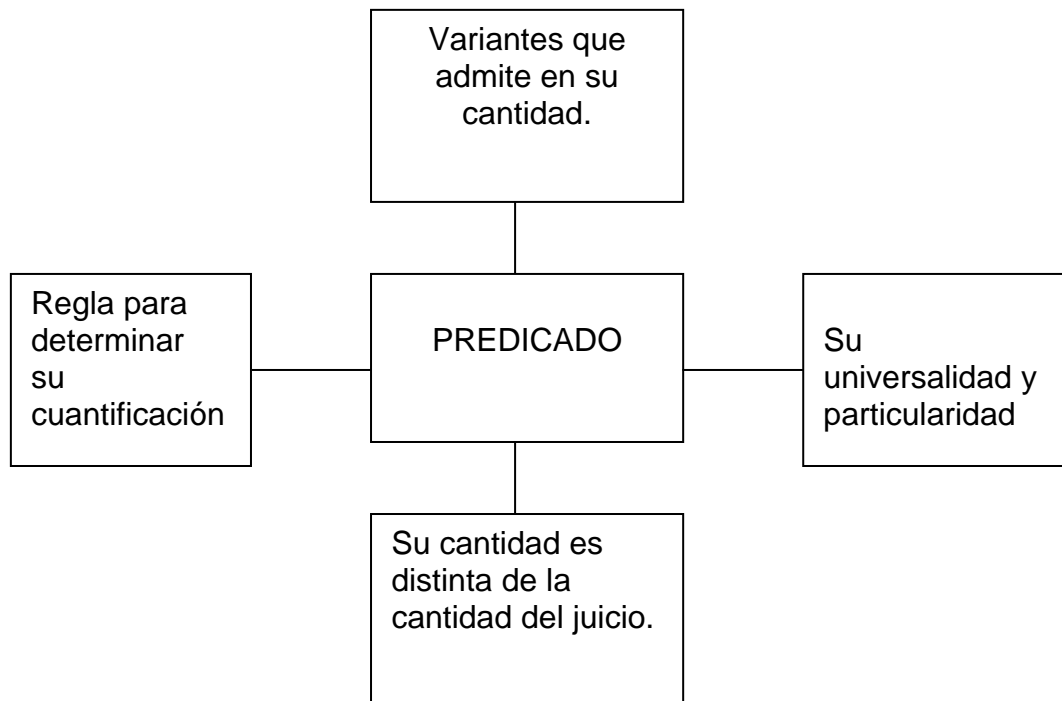 Variantes que
admite en su
cantidad.
Regla para
determinar
su
cuantificación
PREDICADO
Su
universalidad y
particularidad
Su cantidad es
distinta de la
cantidad del juicio.